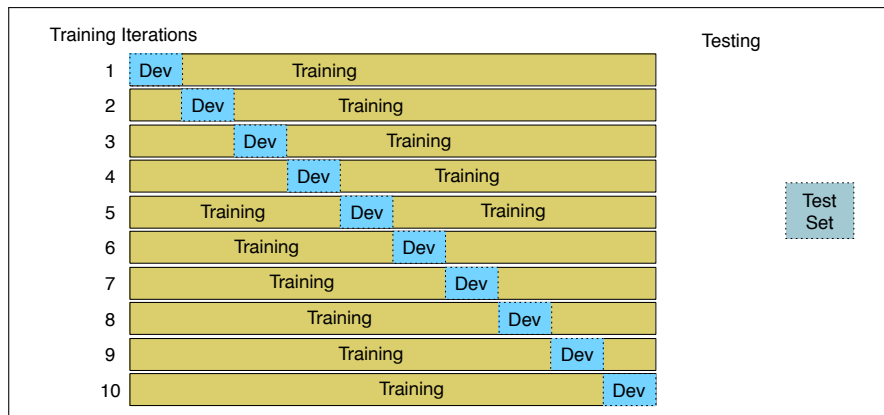 Training Iterations
Testing
1 Dev Training
2 Dev Training
3 Dev Training
4 Dev Training
5 Training Dev Training
6 Training Dev
7 Training Dev
8 Training Dev
9 Training Dev
10 Training Dev
Test
Set